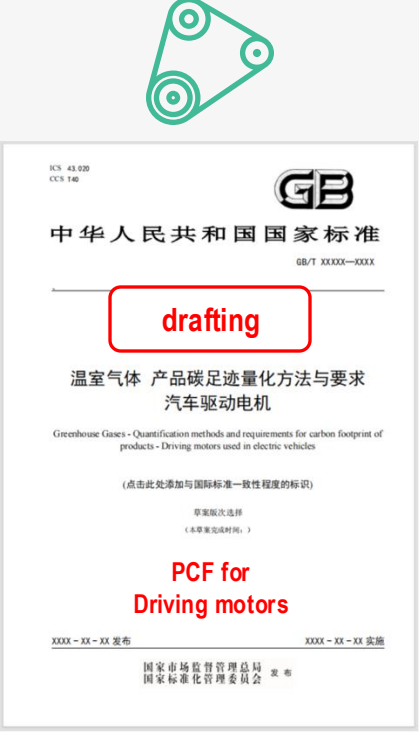 ICS 43.020
CCS T40
GB
中华人民共和国国家标准
GB/T XXXXX—XXXX
drafting
温室气体 产品碳足迹量化方法与要求
汽车驱动电机
Greenhouse Gases - Quantification methods and requirements for carbon footprint of
products - Driving motors used in electric vehicles
(点击此处添加与国际标准一致性程度的标识)
草案版次选择
（本草案完成时间：）
PCF for
Driving motors
XXXX - XX - XX 发布
XXXX - XX - XX 实施
国家市场监督管理总局
国家标准化管理委员会
发布